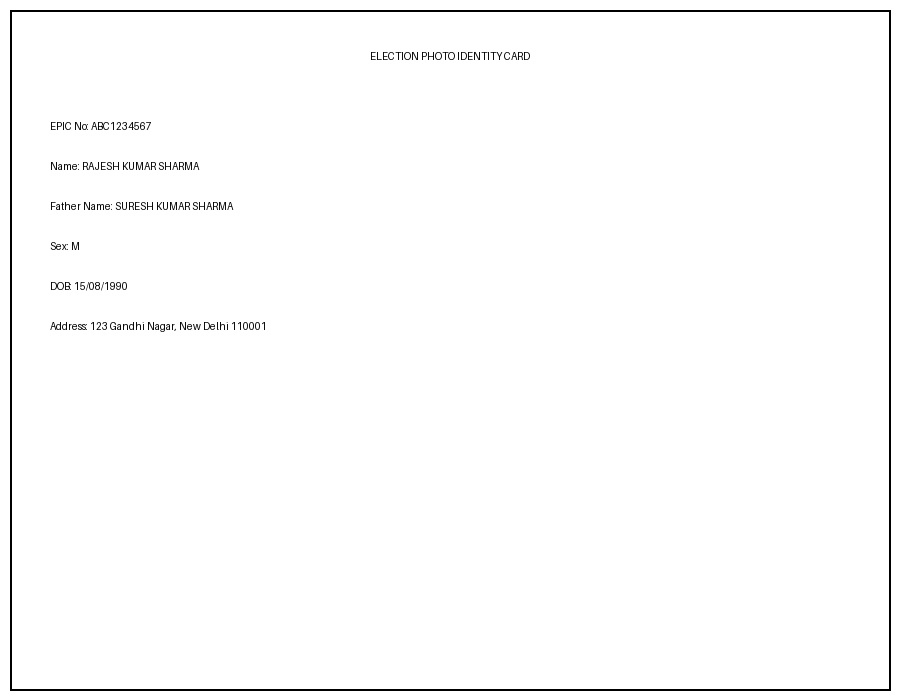 ELECTION PHOTO IDENTITY CARD
EPIC No: ABC1234567
Name: RAJESH KUMAR SHARMA
Father Name: SURESH KUMAR SHARMA
Sex: M
DOB: 15/08/1990
Address: 123 Gandhi Nagar, New Delhi 110001